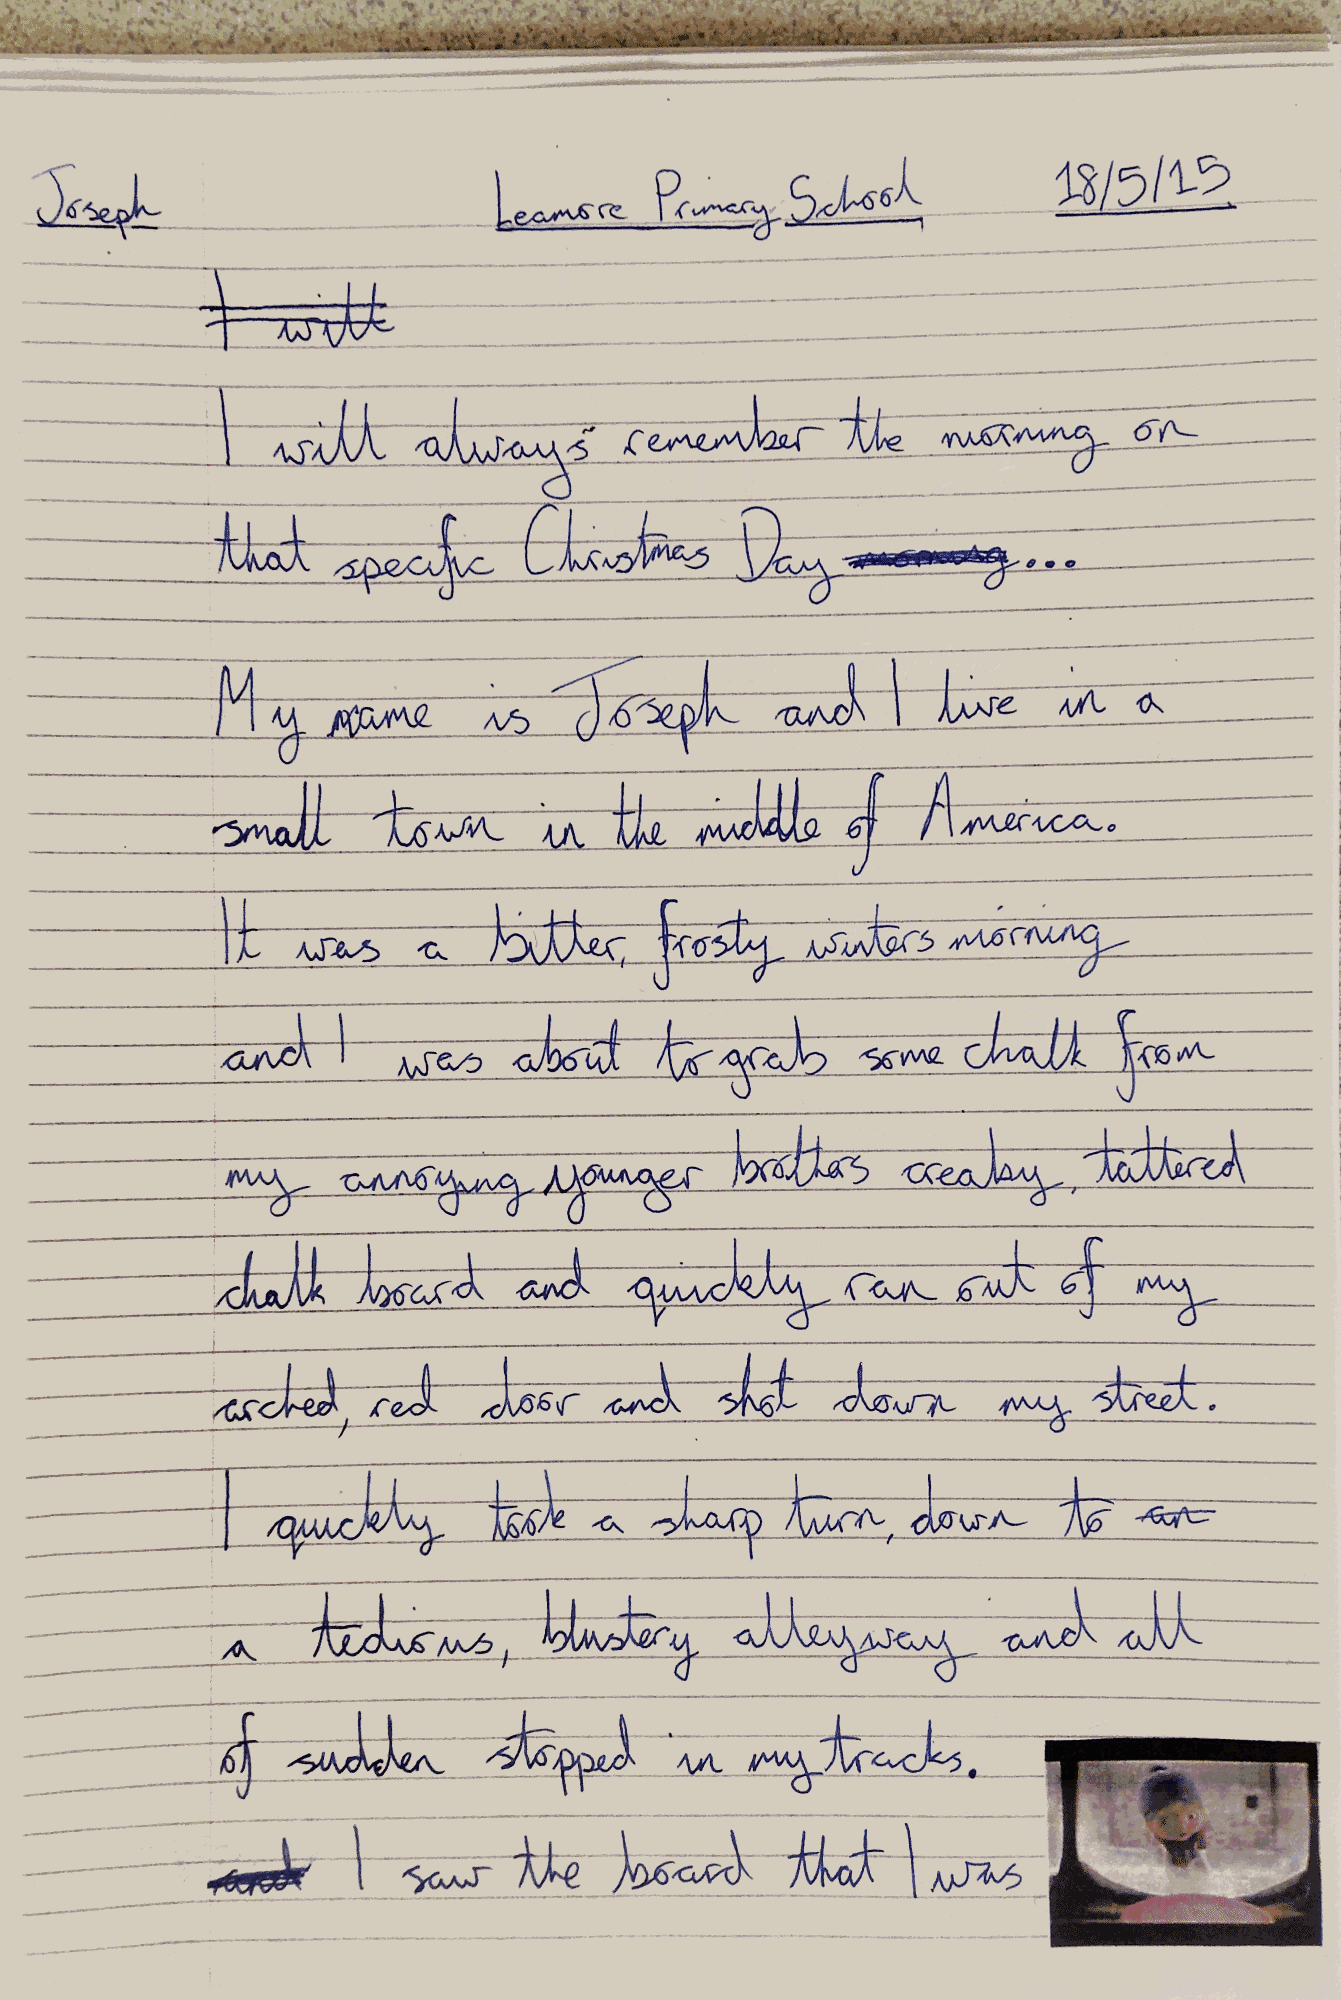 Joseph Leamore Primary School 18/5/15
I will
I will always remember the morning on
that specific Christmas Day morning...
My name is Joseph and I live in a
small town in the middle of America.
It was a bitter, frosty winters morning
and I was about to grab some chalk from
my annoying younger brothers creaky, tattered
chalk board and quickly ran out of my
arched, red door and shot down my street.
I quickly took a sharp turn, down to an
a tedious, blustery alleyway and all
of sudden stopped in my tracks.
and I saw the board that I was